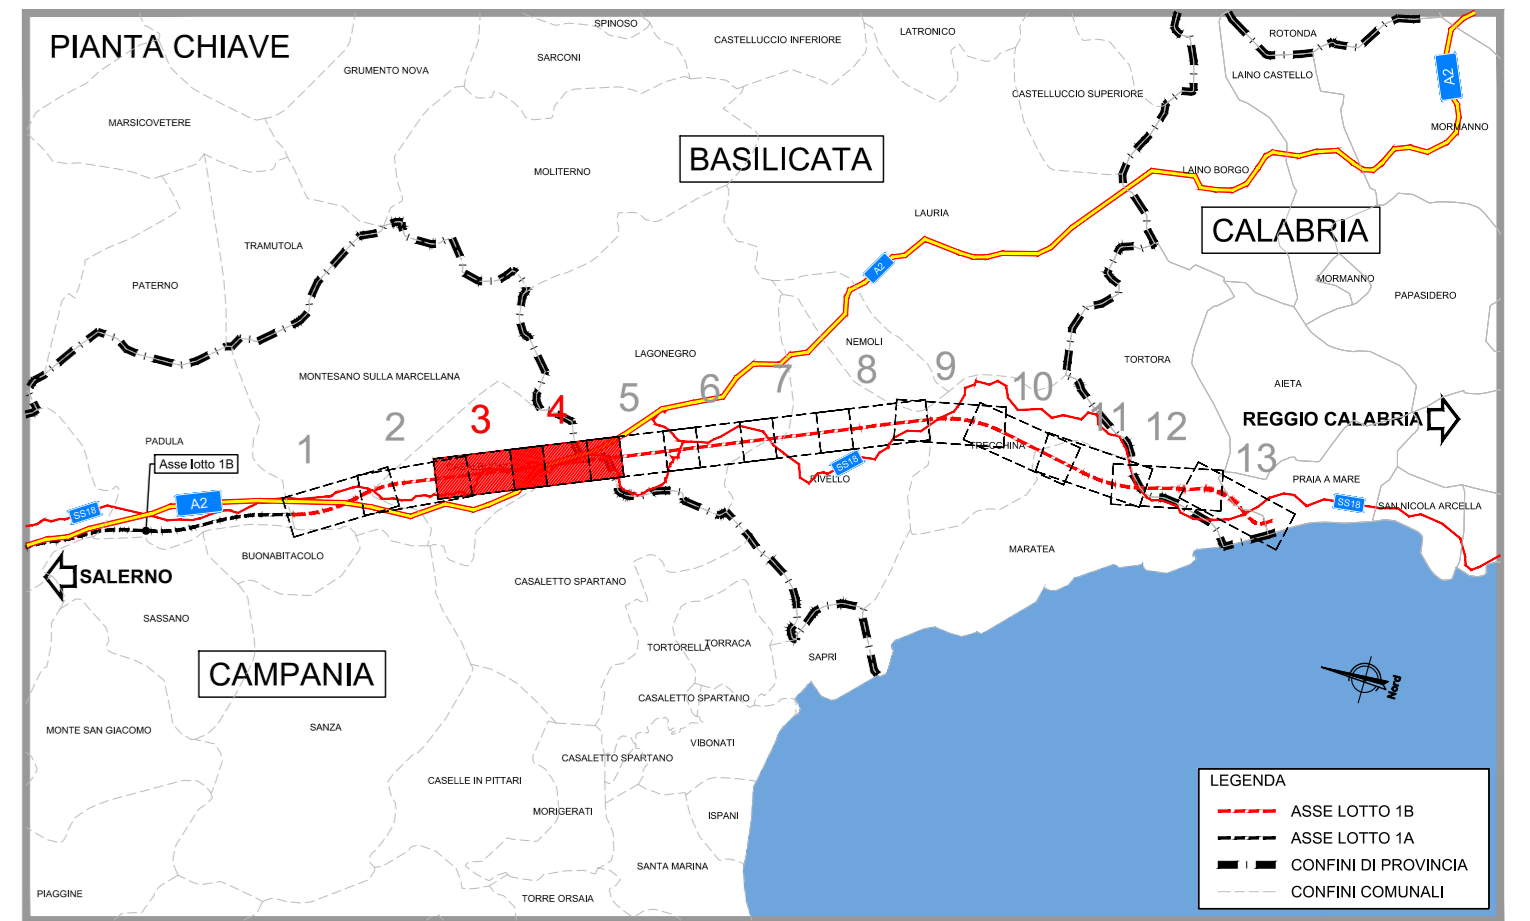 PIANTA CHIAVE
SPINOSO
SARCONI
GRUMENTO NOVA
CASTELLUCCIO INFERIORE
LATRONICO
ROTONDA
LAINO CASTELLO
A2
CASTELLUCCIO SUPERIORE
MARSICOVETERE
MORMANNO
BASILICATA
MOLITERNO
LAINO BORGO
LAURIA
CALABRIA
TRAMUTOLA
A2
PATERNO
MORMANNO
PAPASIDERO
NEMOLI
LAGONEGRO
TORTORA
MONTESANO SULLA MARCELLANA
AIETA
1
2
3
4
5
6
7
8
9
10
11
12
13
REGGIO CALABRIA
PADULA
Asse lotto 1B
TRECCHINA
SS18
RIVELLO
PRAIA A MARE
SS18
SAN NICOLA ARCELLA
A2
SS18
BUONABITACOLO
MARATEA
SALERNO
CASALETTO SPARTANO
SASSANO
TORTORELLA
TORRACA
SAPRI
CAMPANIA
CASALETTO SPARTANO
Nord
MONTE SAN GIACOMO
SANZA
VIBONATI
CASALETTO SPARTANO
CASELLE IN PITTARI
MORIGERATI
ISPANI
SANTA MARINA
PIAGGINE
TORRE ORSAIA
LEGENDA
ASSE LOTTO 1B
ASSE LOTTO 1A
CONFINI DI PROVINCIA
CONFINI COMUNALI